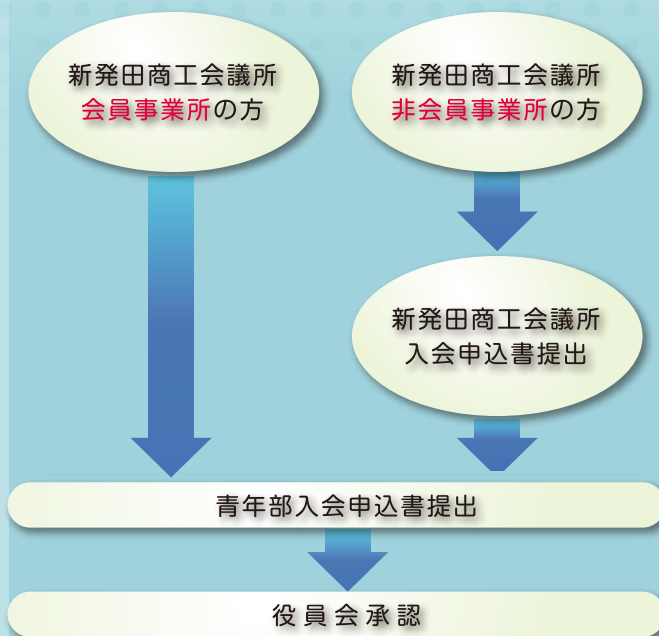 新発田商工会議所
会員事業所の方
新発田商工会議所
非会員事業所の方
新発田商工会議所
入会申込書提出
青年部入会申込書提出
役員会承認